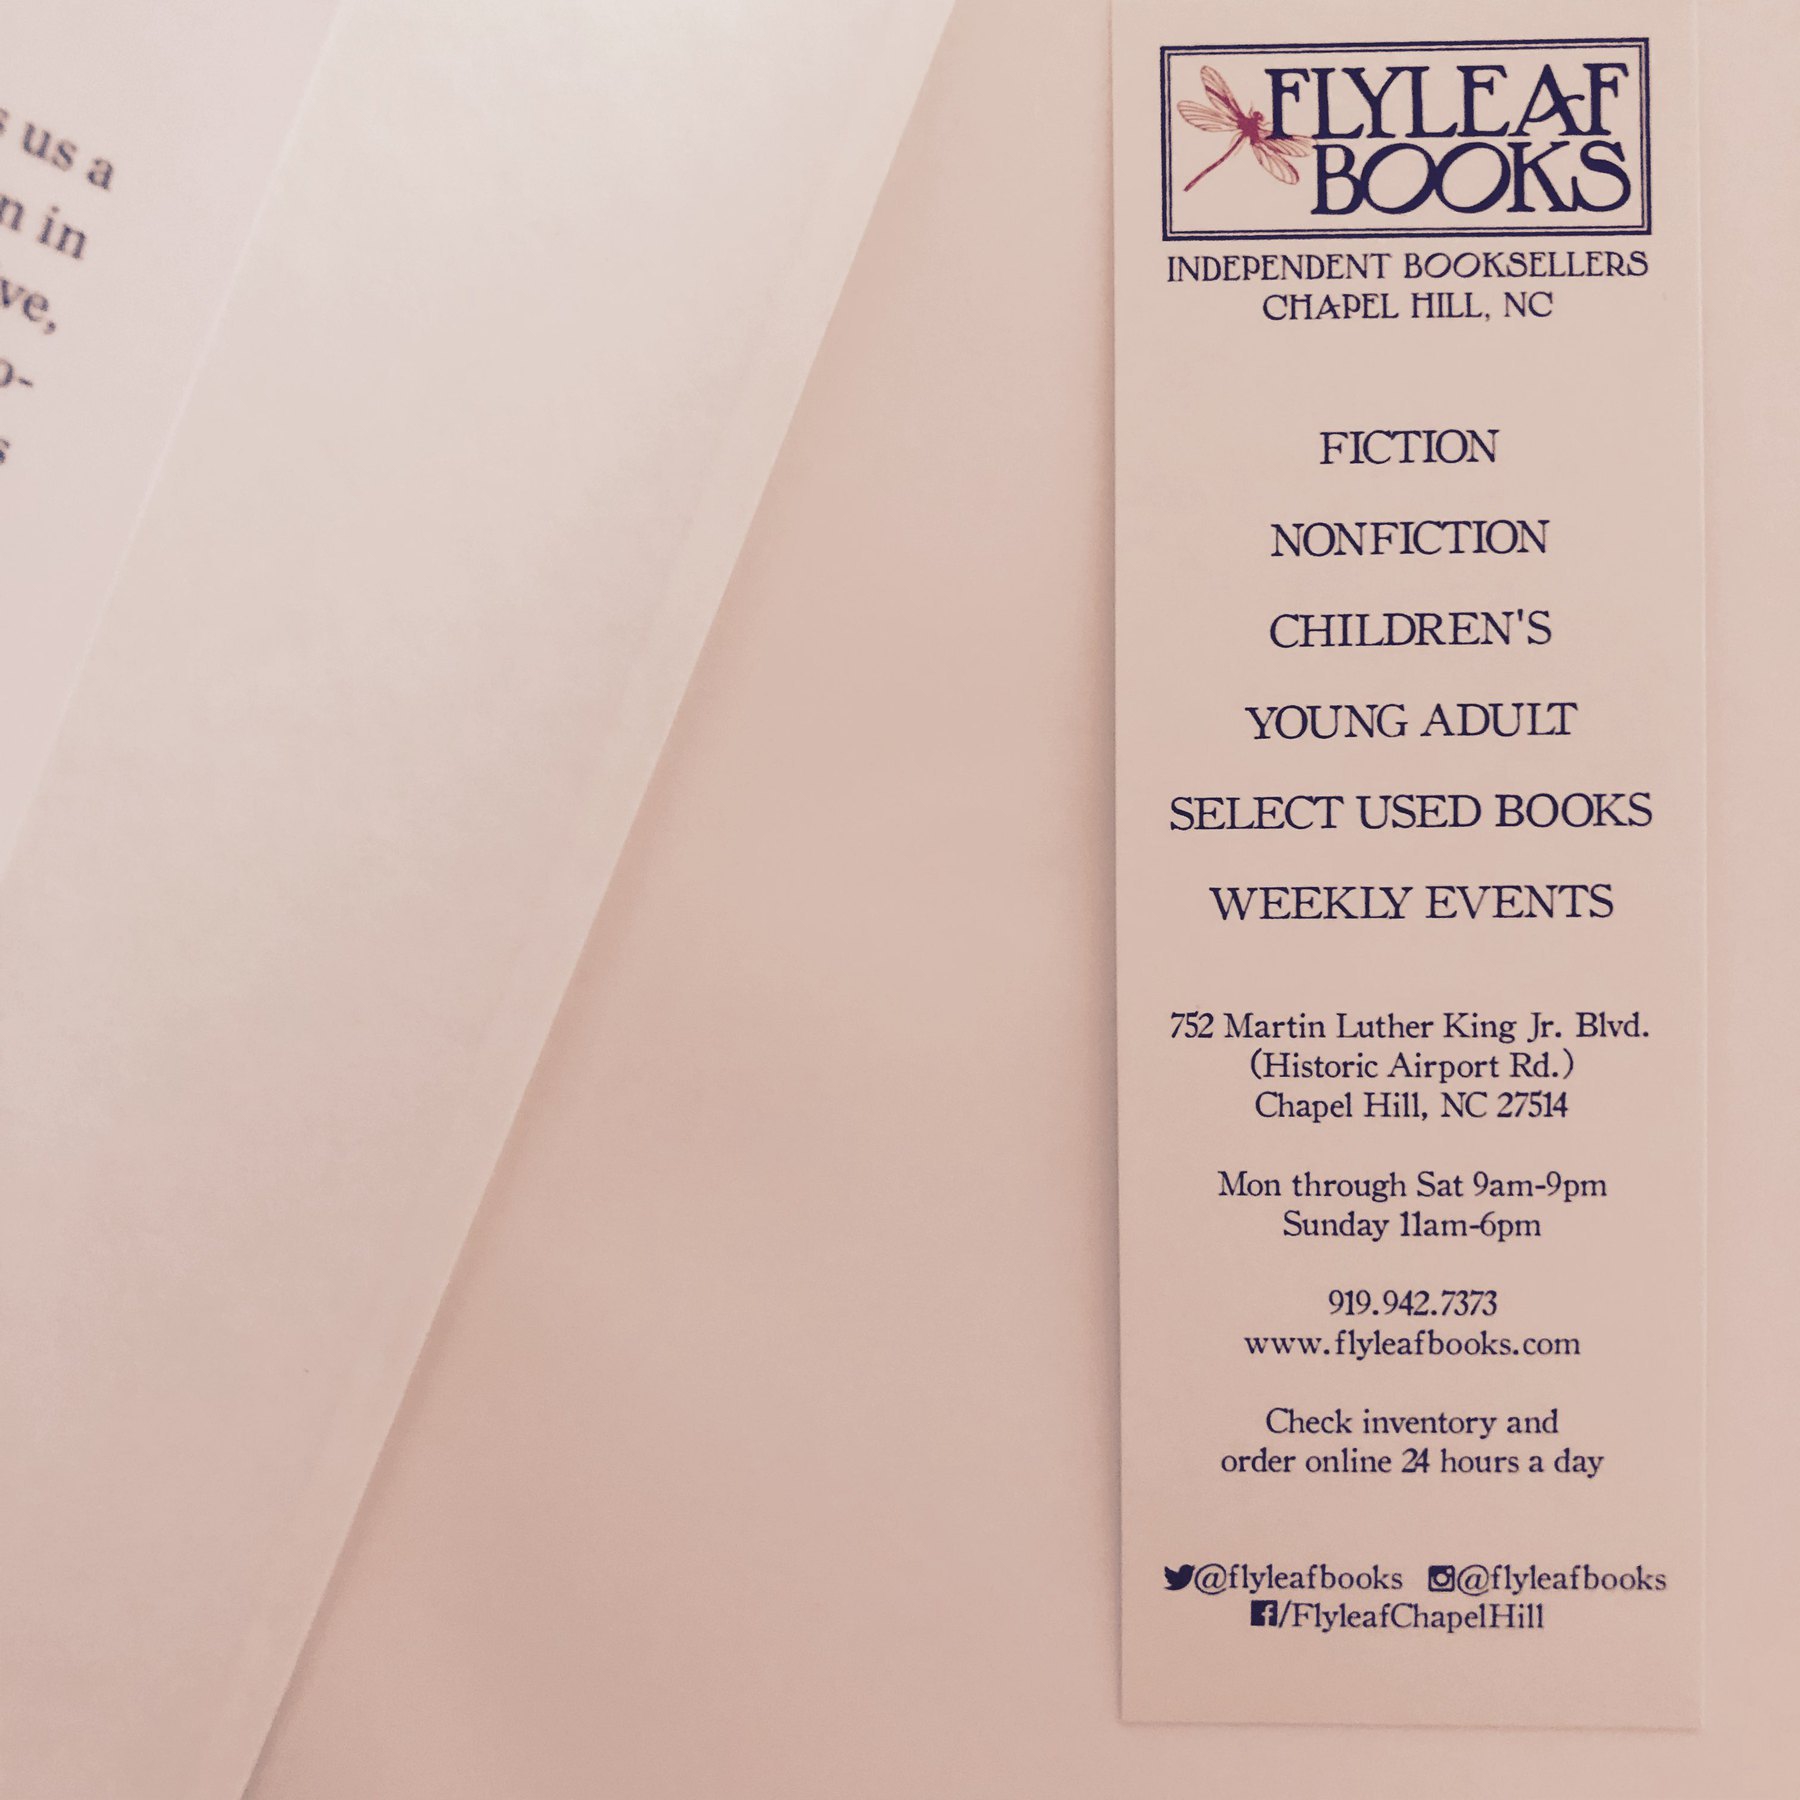 us a
in
FLYLEAF
BOOKS
INDEPENDENT BOOKSELLERS
CHAPEL HILL, NC
FICTION
NONFICTION
CHILDREN'S
YOUNG ADULT
SELECT USED BOOKS
WEEKLY EVENTS
752 Martin Luther King Jr. Blvd.
(Historic Airport Rd.)
Chapel Hill, NC 27514
Mon through Sat 9am-9pm
Sunday 11am-6pm
919.942.7373
www.flyleafbooks.com
Check inventory and
order online 24 hours a day
@flyleafbooks @flyleafbooks
/FlyleafChapelHill